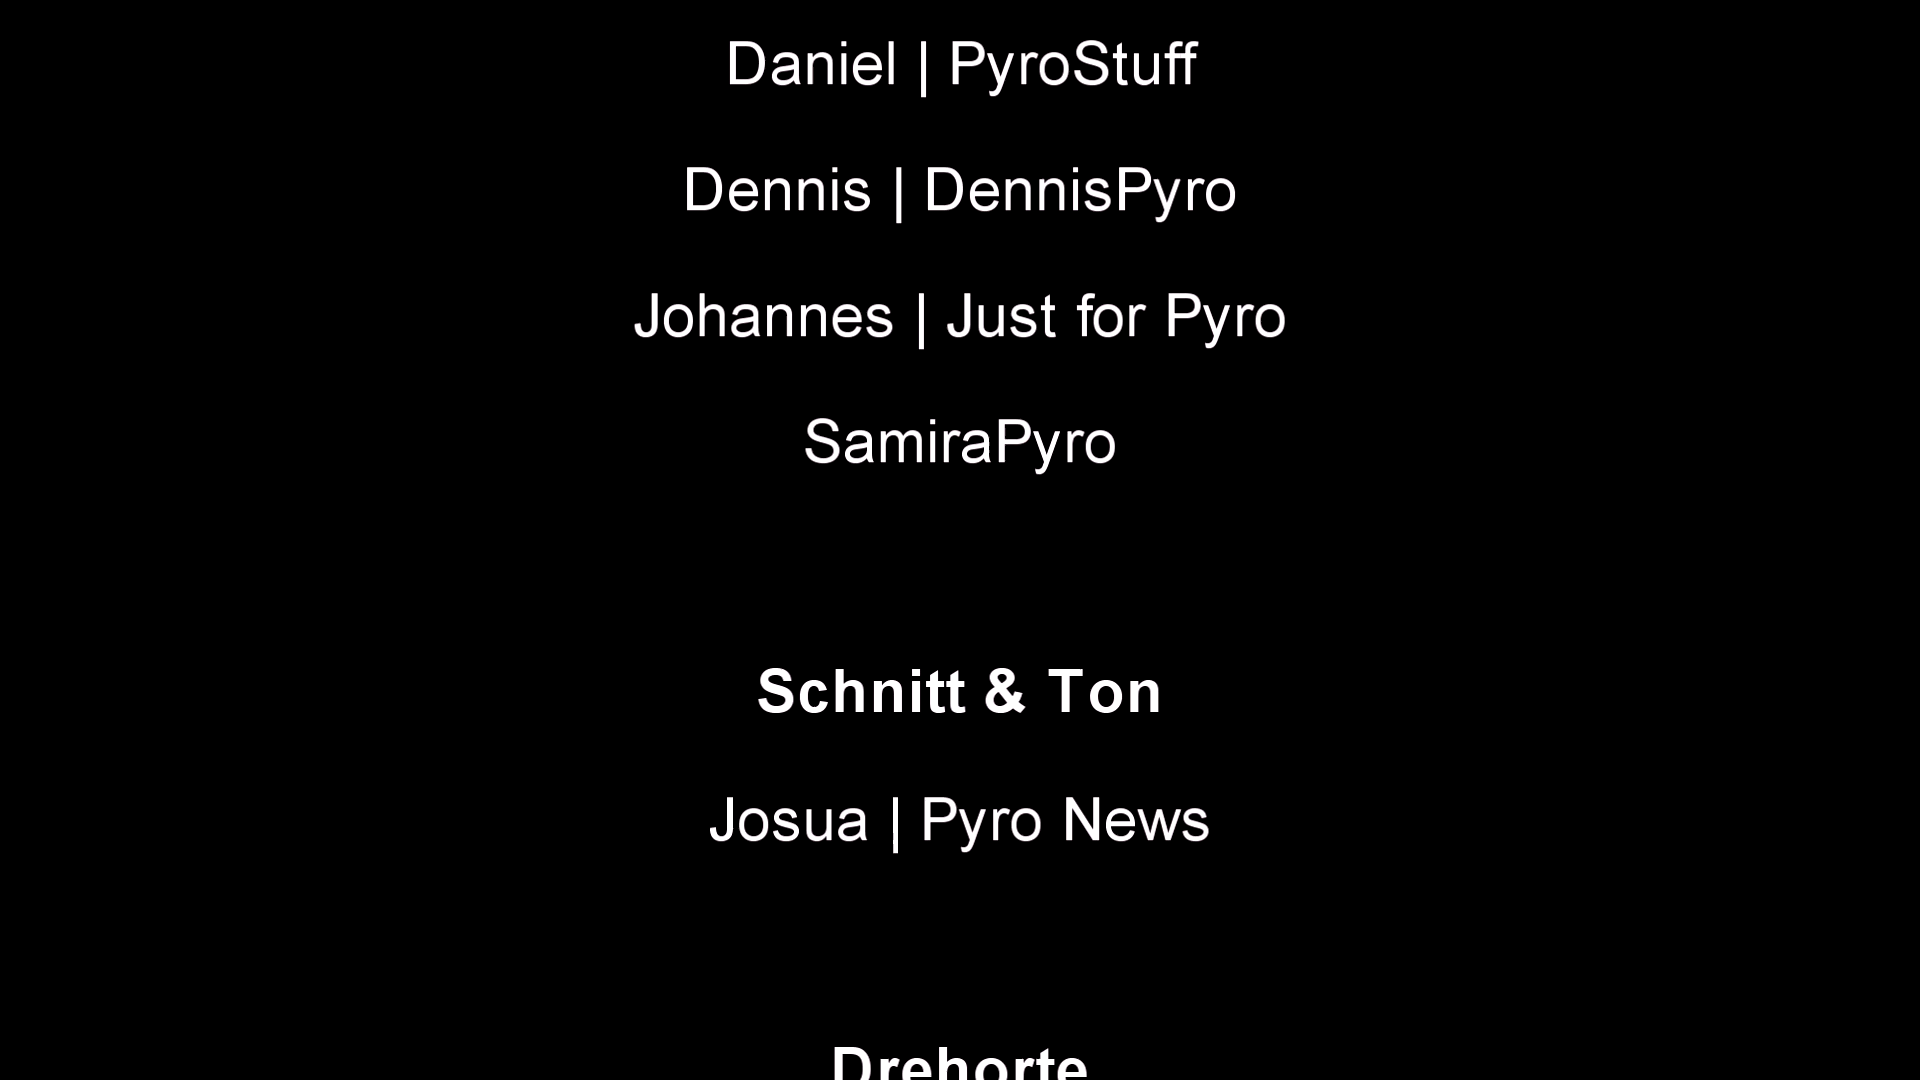 Daniel | PyroStuff
Dennis | DennisPyro
Johannes | Just for Pyro
SamiraPyro
Schnitt & Ton
Josua | Pyro News
Drehorte